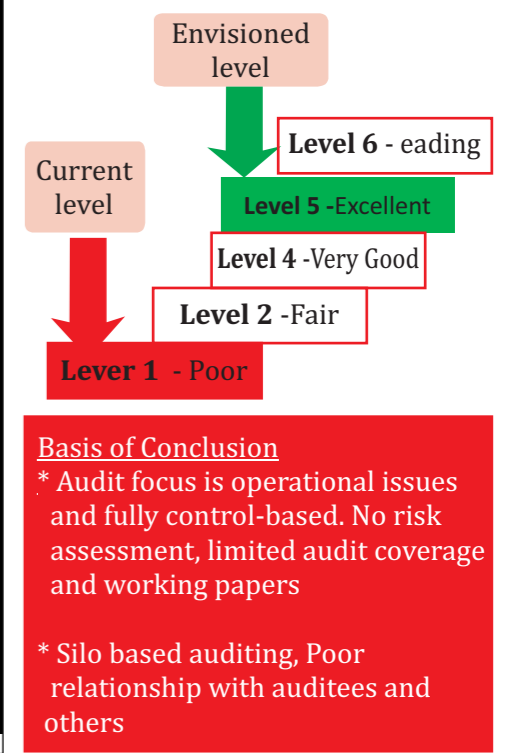 Envisioned
level
Level 6 - eading
Current
level
Level 5 -Excellent
Level 4 -Very Good
Level 2 -Fair
Lever 1 - Poor
Basis of Conclusion
* Audit focus is operational issues
and fully control-based. No risk
assessment, limited audit coverage
and working papers
* Silo based auditing, Poor
relationship with auditees and
others